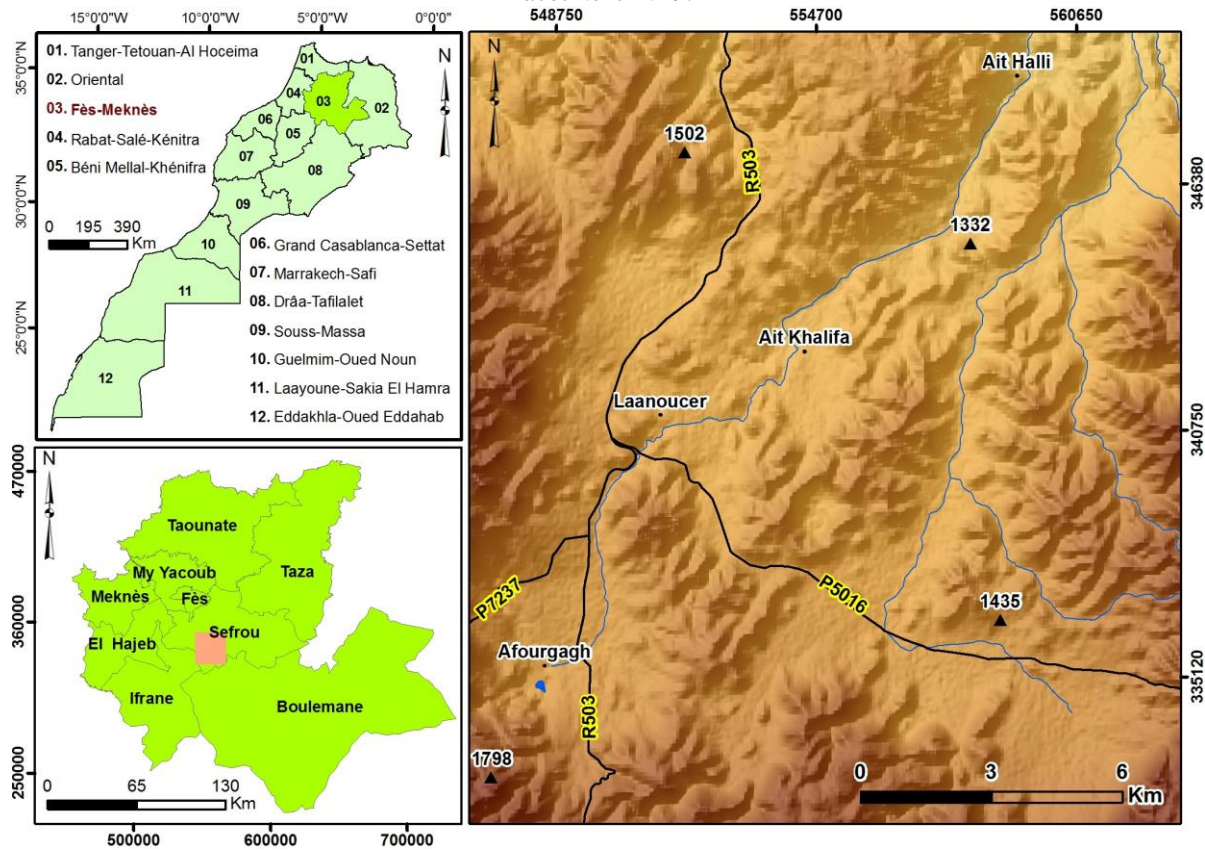 15°0'0"W
10°0'0"W
5°0'0"W
0°0'0"W
35°0'0"N
30°0'0"N
25°0'0"N
01. Tanger-Tetouan-Al Hoceima
02. Oriental
03. Fès-Meknès
04. Rabat-Salé-Kénitra
05. Béni Mellal-Khénifra
0 195 390
Km
06. Grand Casablanca-Settat
07. Marrakech-Safi
08. Drâa-Tafilalet
09. Souss-Massa
10. Guelmim-Oued Noun
11. Laayoune-Sakia El Hamra
12. Eddakhla-Oued Eddahab
N
01
04
03
02
06
05
07
08
09
10
11
12
N
470000
360000
250000
Taounate
My Yacoub
Taza
Meknès
Fès
El Hajeb
Sefrou
Ifrane
Boulemane
0 65 130
Km
500000
600000
700000
548750
554700
560650
N
Ait Halli
1502
R503
346380
1332
Ait Khalifa
Laanoucer
340750
P7237
P5016
1435
Afourgagh
335120
R503
1798
0 3 6
Km